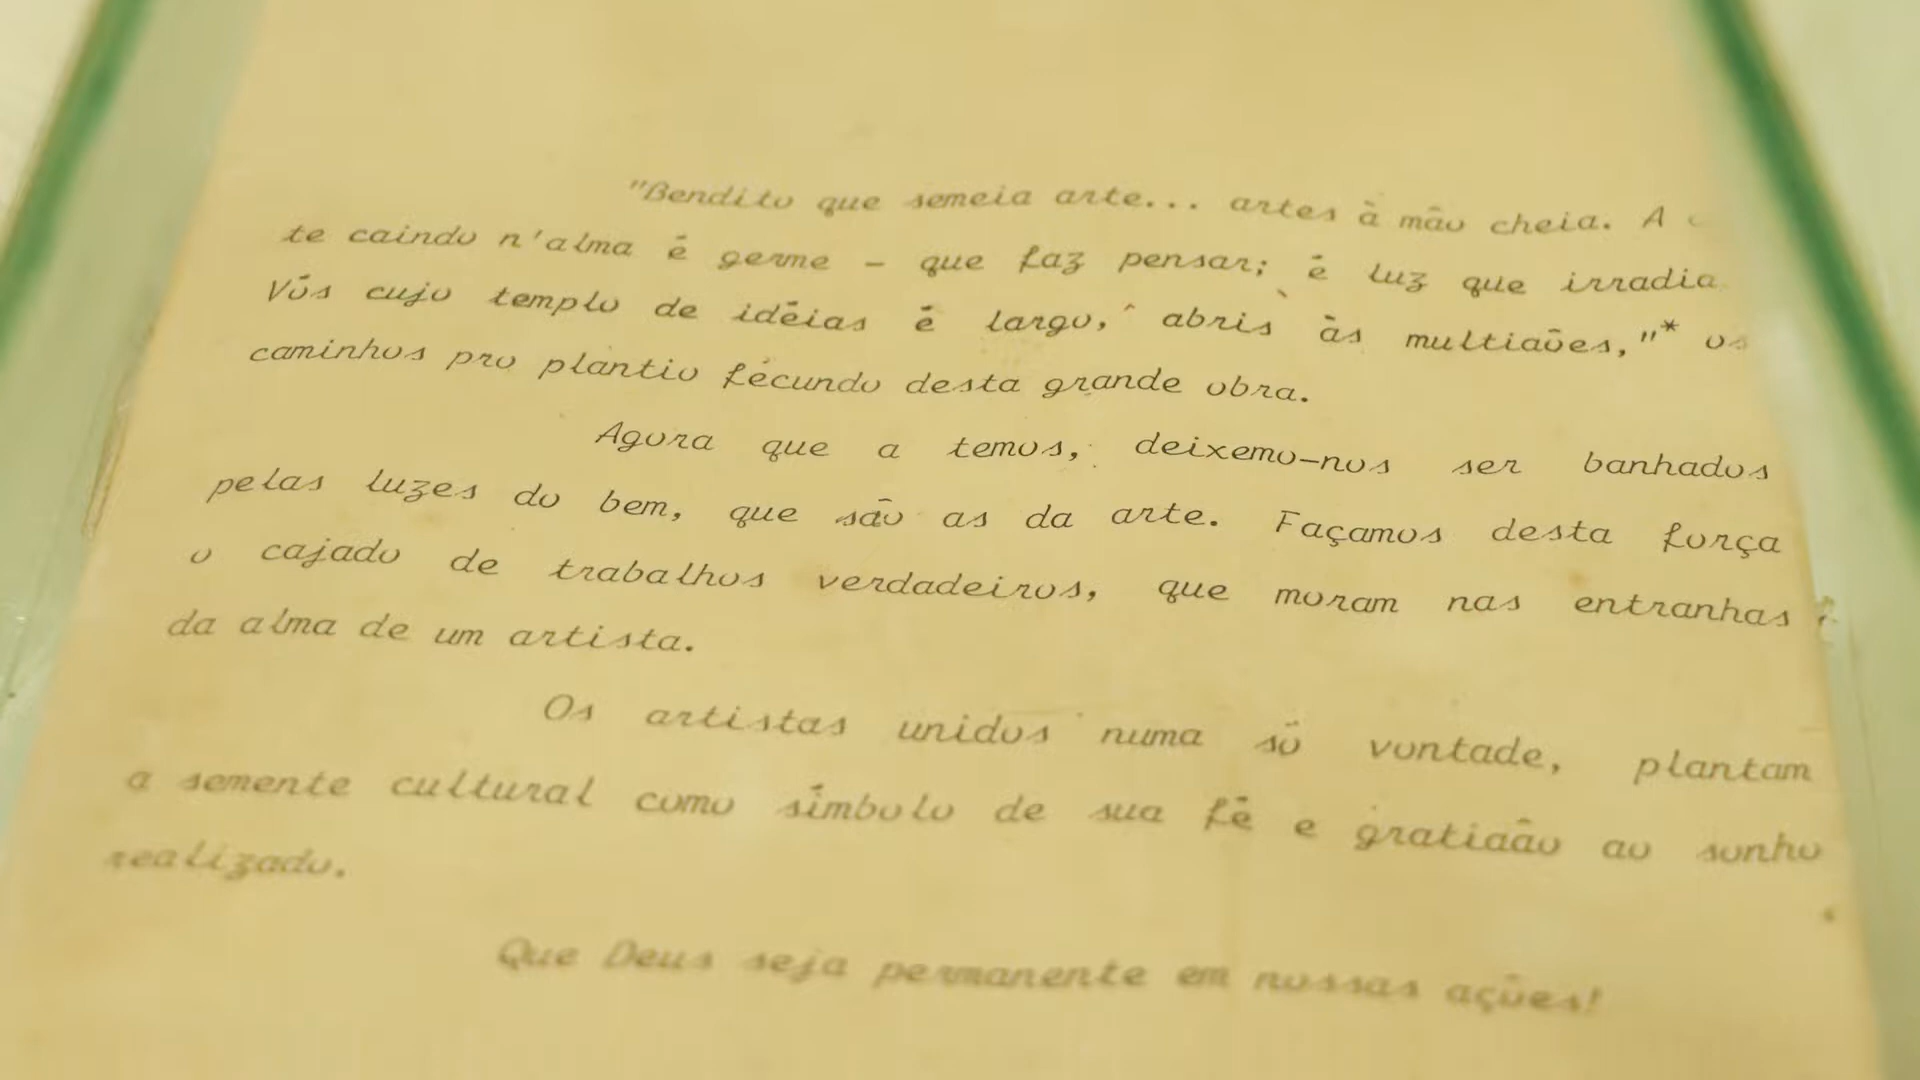 "Bendito que semeia arte... artes à mão cheia. A
te caindo n'alma é germe - que faz pensar; é luz que irradia
Vós cujo templo de idéias é largo, abris às multiaões,"* os
caminhos pro plantio fécundo desta grande obra.
Agora que a temos, deixemo-nos ser banhados
pelas luzes do bem, que são as da arte. Façamos desta força
o cajado de trabalhos verdadeiros, que moram nas entranhas
da alma de um artista.
Os artistas unidos numa só vontade, plantam
a semente cultural como símbolo de sua fé e gratiaão ao sonho
realizado.
Que Deus seja permanente em nossas ações!